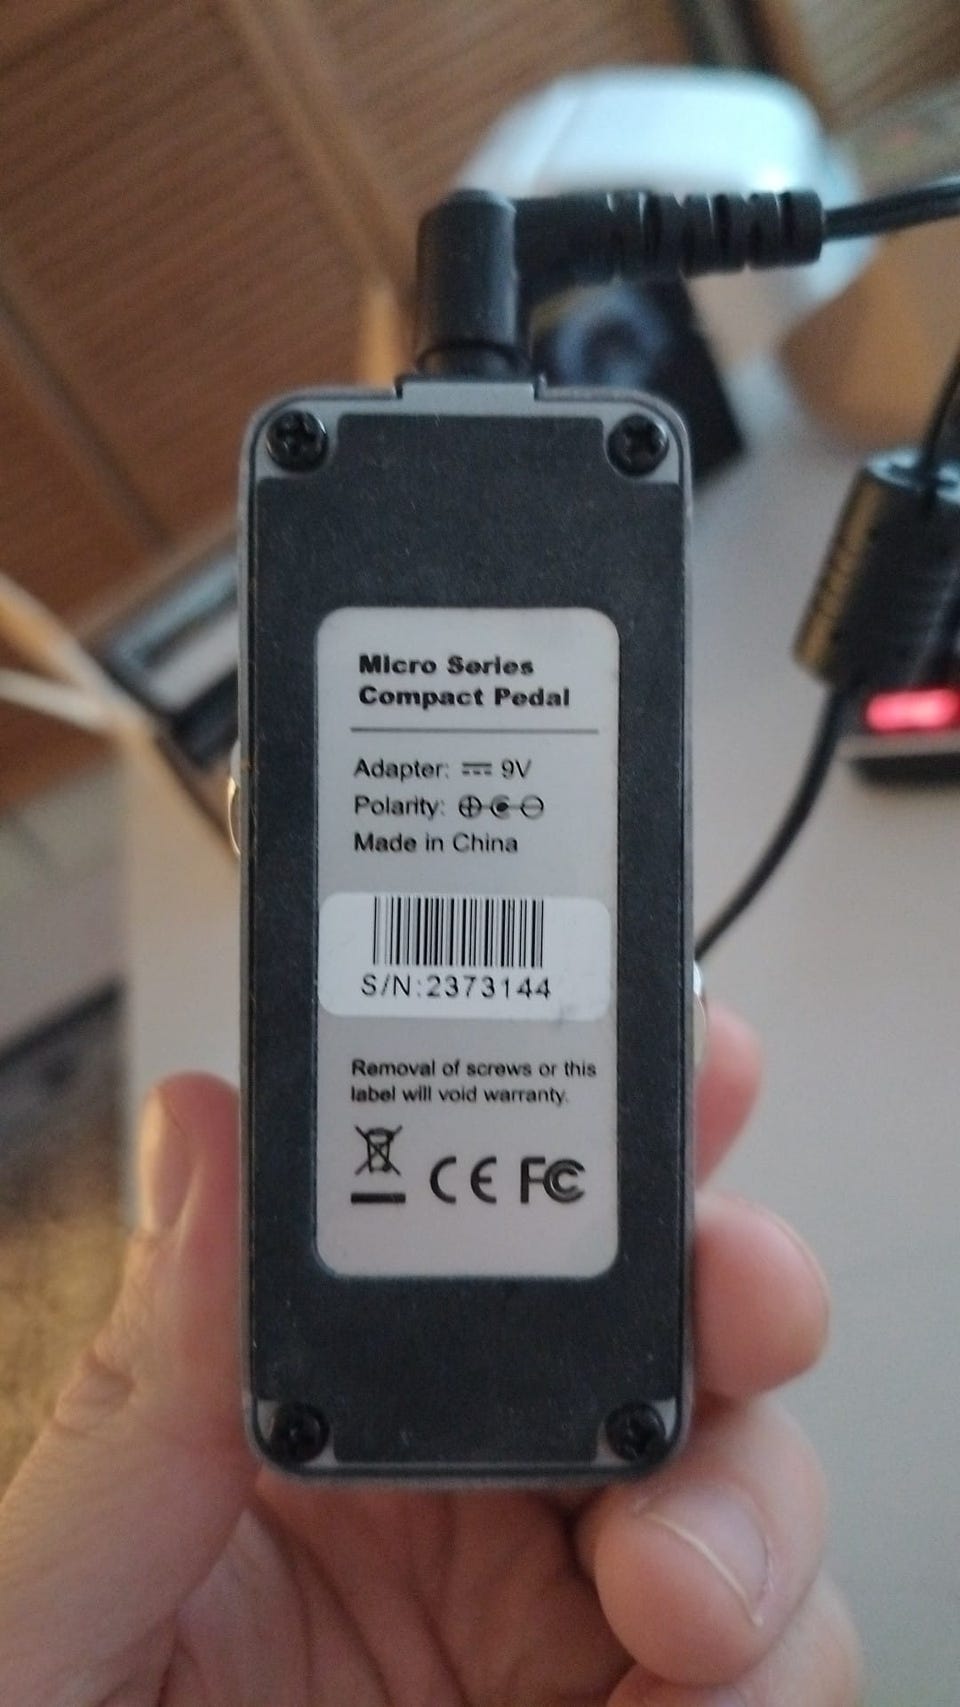 Micro Series
Compact Pedal
Adapter: ⎓ 9V
Polarity:
Made in China
S/N:2373144
Removal of screws or this
label will void warranty.
CE FC